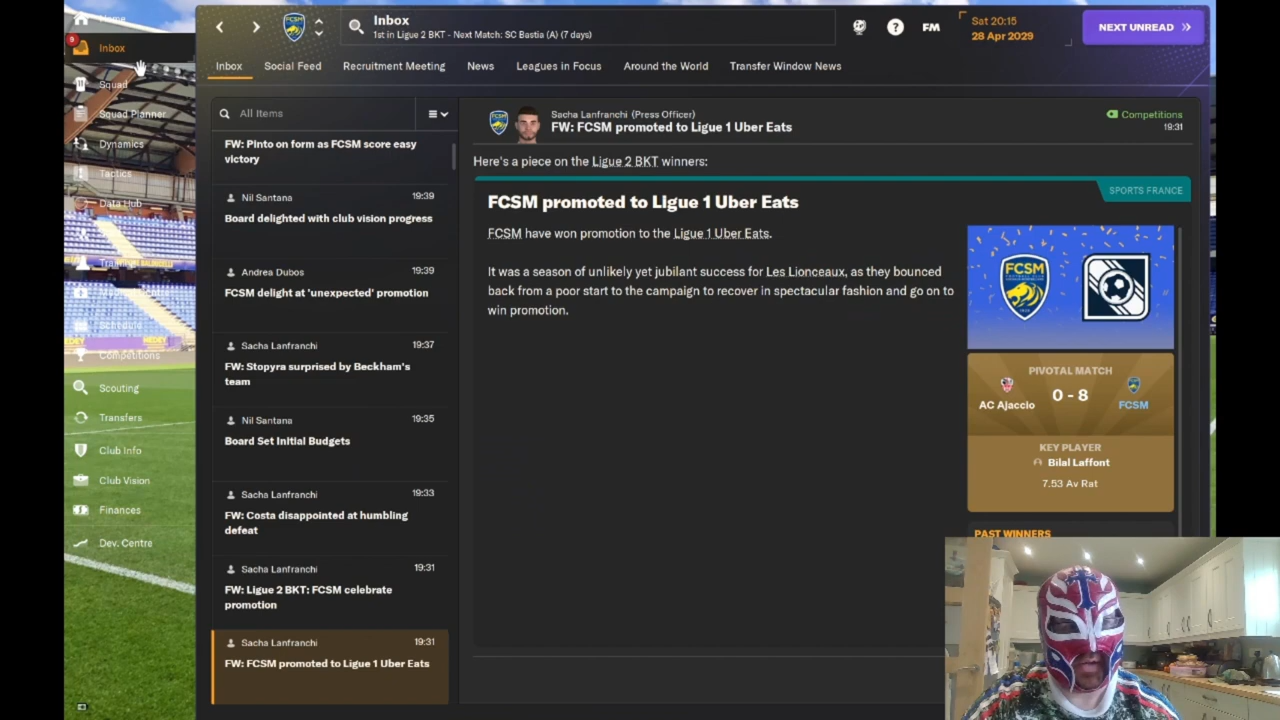 Home
9
Inbox
Squad
Squad Planner
Dynamics
Tactics
Data Hub
Schedule
Competitions
Scouting
Transfers
Club Info
Club Vision
Finances
Dev. Centre
FCSM
Inbox
1st in Ligue 2 BKT - Next Match: SC Bastia (A) (7 days)
?
FM
Sat 20:15
28 Apr 2029
NEXT UNREAD
Inbox
Social Feed
Recruitment Meeting
News
Leagues in Focus
Around the World
Transfer Window News
All Items
FW: Pinto on form as FCSM score easy
victory
Nil Santana 19:39
Board delighted with club vision progress
Andrea Dubos 19:39
FCSM delight at 'unexpected' promotion
Sacha Lanfranchi 19:37
FW: Stopyra surprised by Beckham's
team
Nil Santana 19:35
Board Set Initial Budgets
Sacha Lanfranchi 19:33
FW: Costa disappointed at humbling
defeat
Sacha Lanfranchi 19:31
FW: Ligue 2 BKT: FCSM celebrate
promotion
Sacha Lanfranchi 19:31
FW: FCSM promoted to Ligue 1 Uber Eats
Sacha Lanfranchi (Press Officer)
FW: FCSM promoted to Ligue 1 Uber Eats
Competitions
19:31
Here's a piece on the Ligue 2 BKT winners:
SPORTS FRANCE
FCSM promoted to Ligue 1 Uber Eats
FCSM have won promotion to the Ligue 1 Uber Eats.
It was a season of unlikely yet jubilant success for Les Lionceaux, as they bounced
back from a poor start to the campaign to recover in spectacular fashion and go on to
win promotion.
FCSM
PIVOTAL MATCH
AC Ajaccio 0 - 8 FCSM
KEY PLAYER
Bilal Laffont
7.53 Av Rat
PAST WINNERS